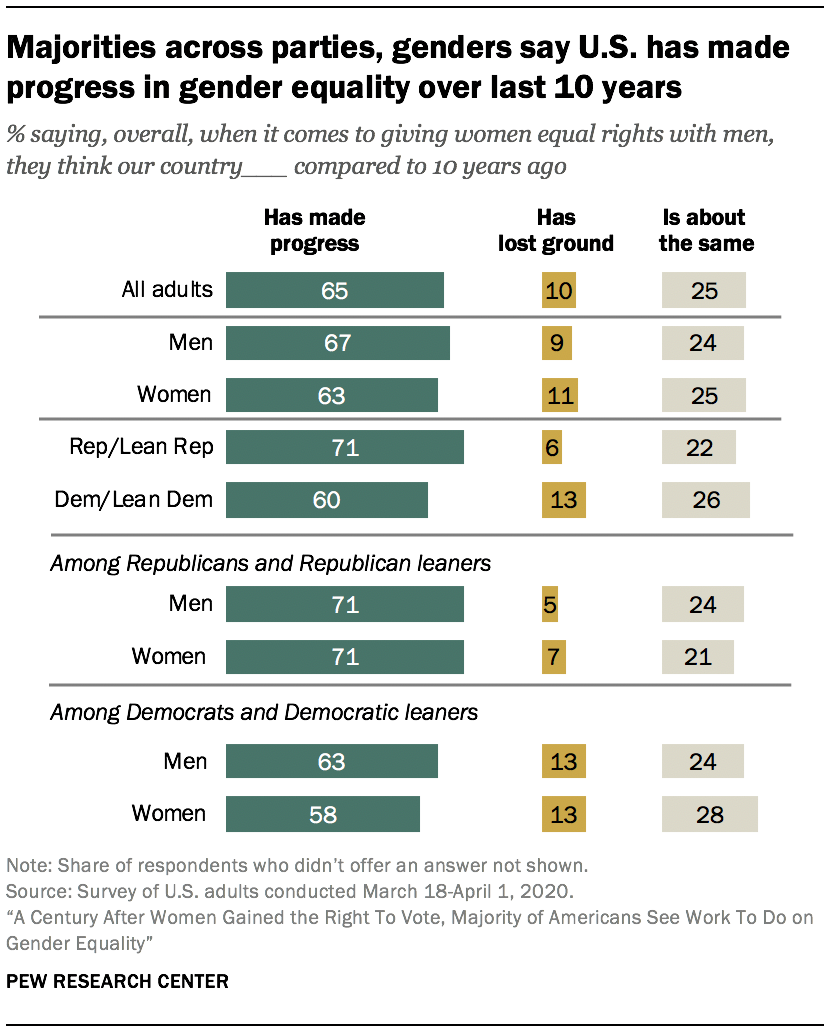 Majorities across parties, genders say U.S. has made
progress in gender equality over last 10 years
% saying, overall, when it comes to giving women equal rights with men,
they think our country___ compared to 10 years ago
Has made
progress
Has
lost ground
Is about
the same
All adults 65 10 25
Men 67 9 24
Women 63 11 25
Rep/Lean Rep 71 6 22
Dem/Lean Dem 60 13 26
Among Republicans and Republican leaners
Men 71 5 24
Women 71 7 21
Among Democrats and Democratic leaners
Men 63 13 24
Women 58 13 28
Note: Share of respondents who didn’t offer an answer not shown.
Source: Survey of U.S. adults conducted March 18-April 1, 2020.
“A Century After Women Gained the Right To Vote, Majority of Americans See Work To Do on
Gender Equality”
PEW RESEARCH CENTER